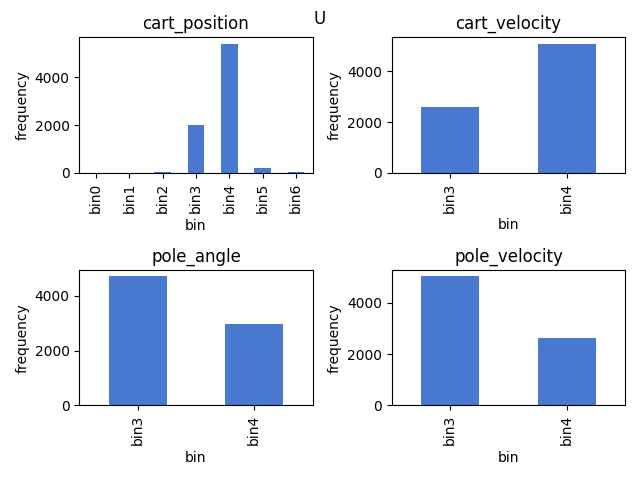 U
cart_position
frequency
4000
2000
0
bin0
bin1
bin2
bin3
bin4
bin5
bin6
bin
cart_velocity
frequency
4000
2000
0
bin3
bin4
bin
pole_angle
frequency
4000
2000
0
bin3
bin4
bin
pole_velocity
frequency
4000
2000
0
bin3
bin4
bin